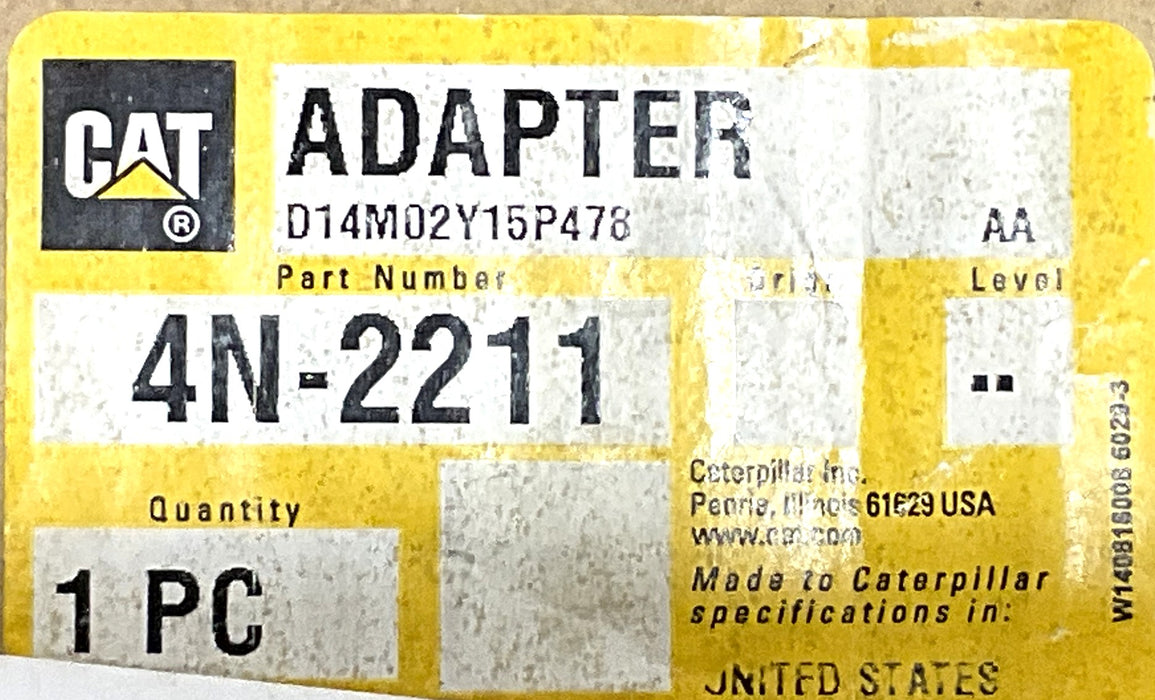 CAT
®
ADAPTER
D14M02Y15P478 AA
Part Number Level
4N-2211 --
Quantity
1 PC
Caterpillar Inc.
Peoria, Illinois 61629 USA
www.cat.com
Made to Caterpillar
specifications in:
UNITED STATES